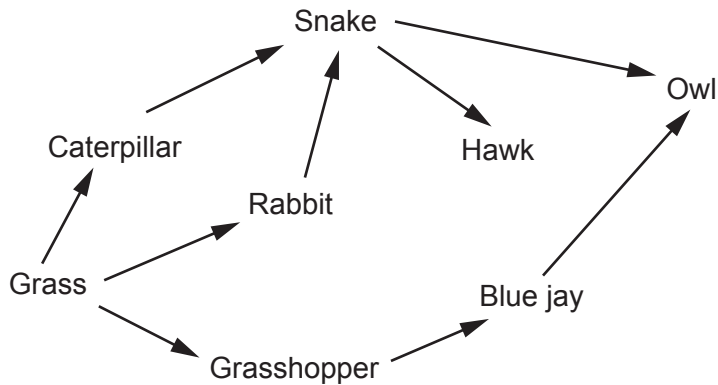 Snake
Owl
Caterpillar
Hawk
Rabbit
Grass
Blue jay
Grasshopper